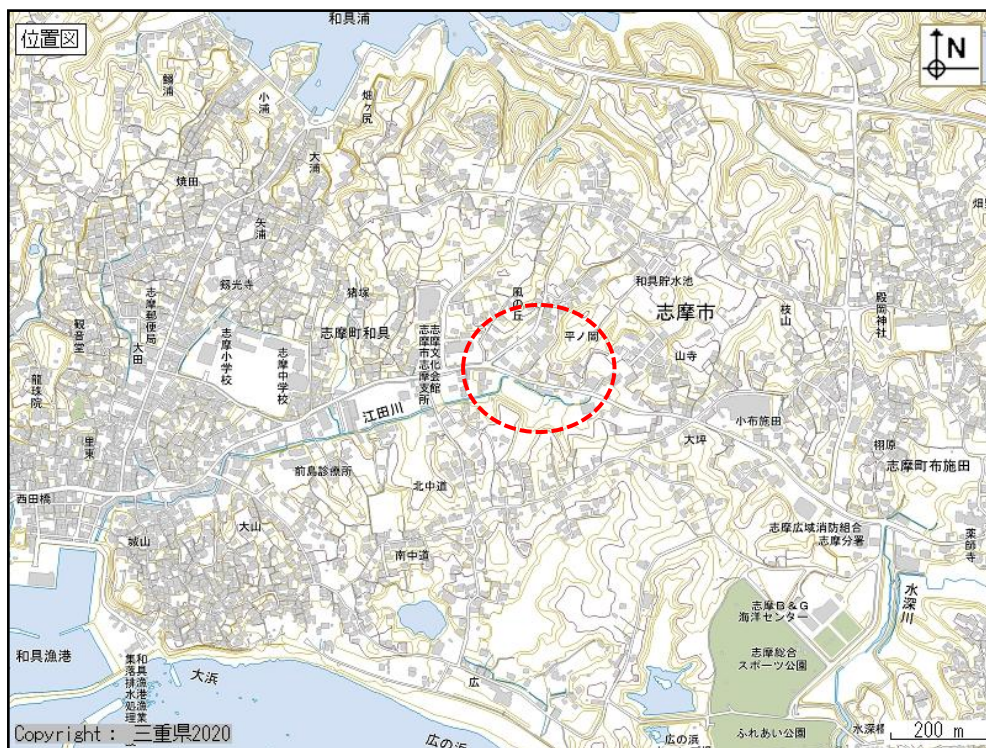 位置図
和具浦
N
鯛浦
小浦
畑ヶ尻
大浦
焼田
矢浦
猪塚
風の丘
和具貯水池
志摩市
枝山
殿岡神社
観音堂
志摩郵便局
大田
志摩小学校
志摩中学校
志摩町和具
志摩文化会館
志摩市志摩支所
山寺
龍珠院
江田川
小布施田
大坪
里東
前島診療所
北中道
栩原
志摩町布施田
西田橋
大山
城山
志摩広域消防組合
志摩分署
薬師寺
南中道
水深川
志摩B&G
海洋センター
志摩総合
スポーツ公園
和具漁港
大浜
広
和具漁港漁業
集落排水処理
水深橋
200 m
Copyright : 三重県2020
広の浜
広の浜
ふれあい公園